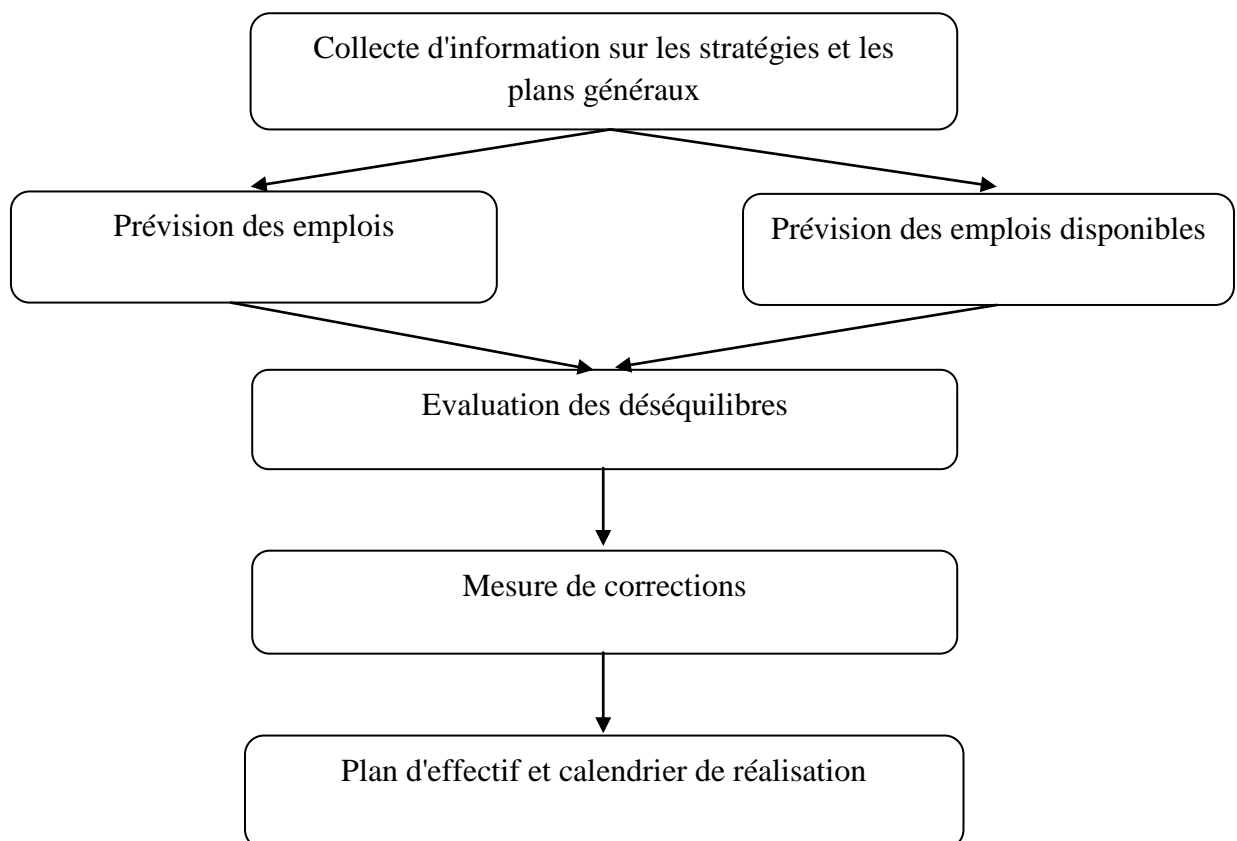 Collecte d'information sur les stratégies et les
plans généraux
Prévision des emplois
Prévision des emplois disponibles
Evaluation des déséquilibres
Mesure de corrections
Plan d'effectif et calendrier de réalisation